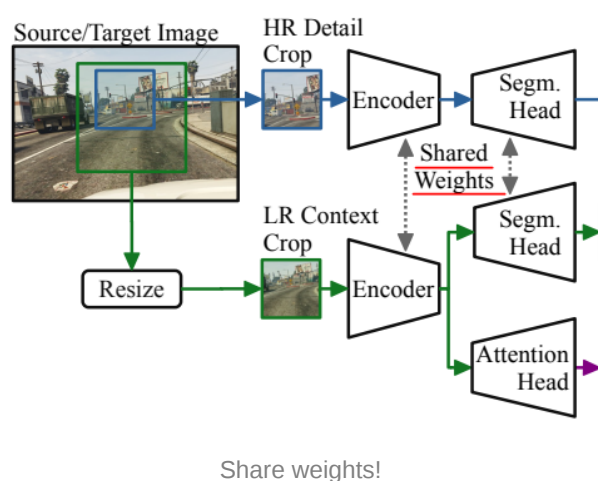 Source/Target Image
HR Detail
Crop
Encoder
Segm.
Head
Shared
Weights
LR Context
Crop
Segm.
Head
Resize
Encoder
Attention
Head
Share weights!